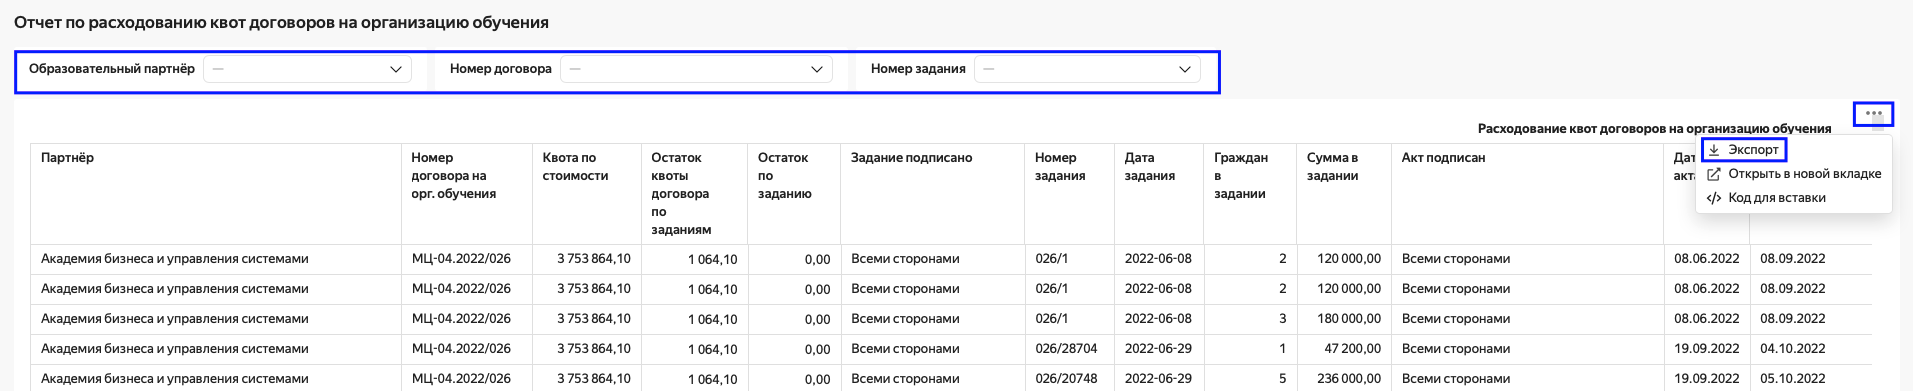 Отчет по расходованию квот договоров на организацию обучения
Образовательный партнёр —
Номер договора —
Номер задания —
Расходование квот договоров на организацию обучения
Экспорт
Открыть в новой вкладке
Код для вставки
Партнёр
Номер
договора на
орг. обучения
Квота по
стоимости
Остаток
квоты
договора
по
заданиям
Остаток
по
заданию
Задание подписано
Номер
задания
Дата
задания
Граждан
в
задании
Сумма в
задании
Акт подписан
Академия бизнеса и управления системами МЦ-04.2022/026 3 753 864,10 1 064,10 0,00 Всеми сторонами 026/1 2022-06-08 2 120 000,00 Всеми сторонами 08.06.2022 08.09.2022
Академия бизнеса и управления системами МЦ-04.2022/026 3 753 864,10 1 064,10 0,00 Всеми сторонами 026/1 2022-06-08 2 120 000,00 Всеми сторонами 08.06.2022 08.09.2022
Академия бизнеса и управления системами МЦ-04.2022/026 3 753 864,10 1 064,10 0,00 Всеми сторонами 026/1 2022-06-08 3 180 000,00 Всеми сторонами 08.06.2022 08.09.2022
Академия бизнеса и управления системами МЦ-04.2022/026 3 753 864,10 1 064,10 0,00 Всеми сторонами 026/28704 2022-06-29 1 47 200,00 Всеми сторонами 19.09.2022 04.10.2022
Академия бизнеса и управления системами МЦ-04.2022/026 3 753 864,10 1 064,10 0,00 Всеми сторонами 026/20748 2022-06-29 5 236 000,00 Всеми сторонами 19.09.2022 05.10.2022